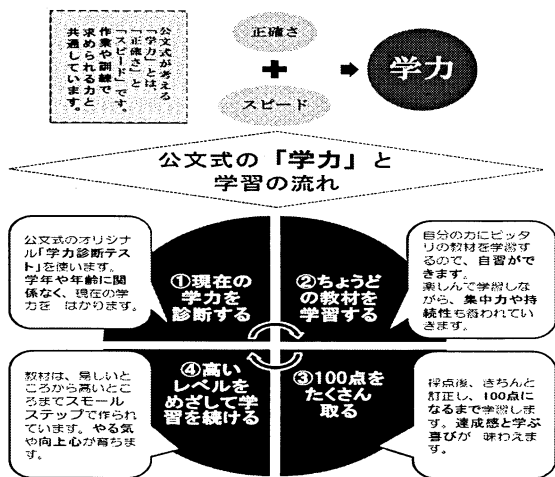 公文式が考える
「学力」とは、
「正確さ」と
「スピード」です。
作業や訓練で
求められる力と
共通しています。
正確さ
+
スピード
学力
公文式の「学力」と
学習の流れ
公文式のオリジナ
ル「学力診断テス
ト」を使います。
学年や年齢に関
係なく、現在の学
力を はかります。
①現在の
学力を
診断する
②ちょうど
の教材を
学習する
自分の力にピッタ
リの教材を学習す
るので、自習がで
きます。
楽しんで学習しな
がら、集中力や持
続性も養われてい
きます。
教材は、易しいと
ころから高いとこ
ろまでスモール
ステップで作られ
ています。やる気
や向上心が育ちま
す。
④高い
レベルを
めざして学
習を続ける
③100点を
たくさん
取る
採点後、きちんと
訂正し、100点に
なるまで学習しま
す。達成感と学ぶ
喜びが 味わえま
す。